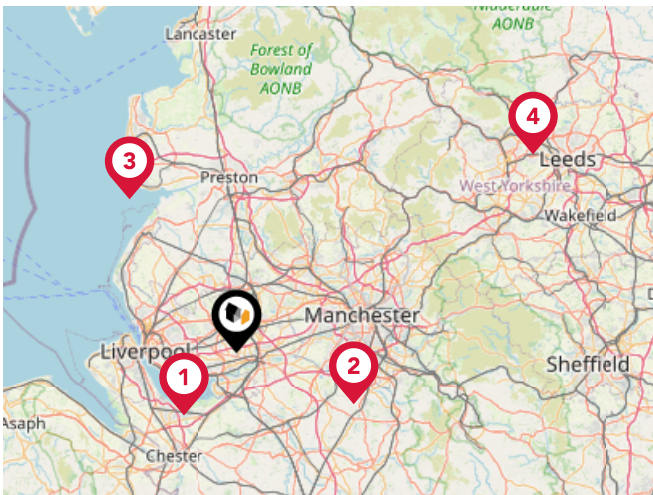 Nidderdale
AONB
Lancaster
Forest of
Bowland
AONB
4
Leeds
3
Preston
West Yorkshire
Wakefield
Manchester
Liverpool
Sheffield
1
2
Asaph
Chester